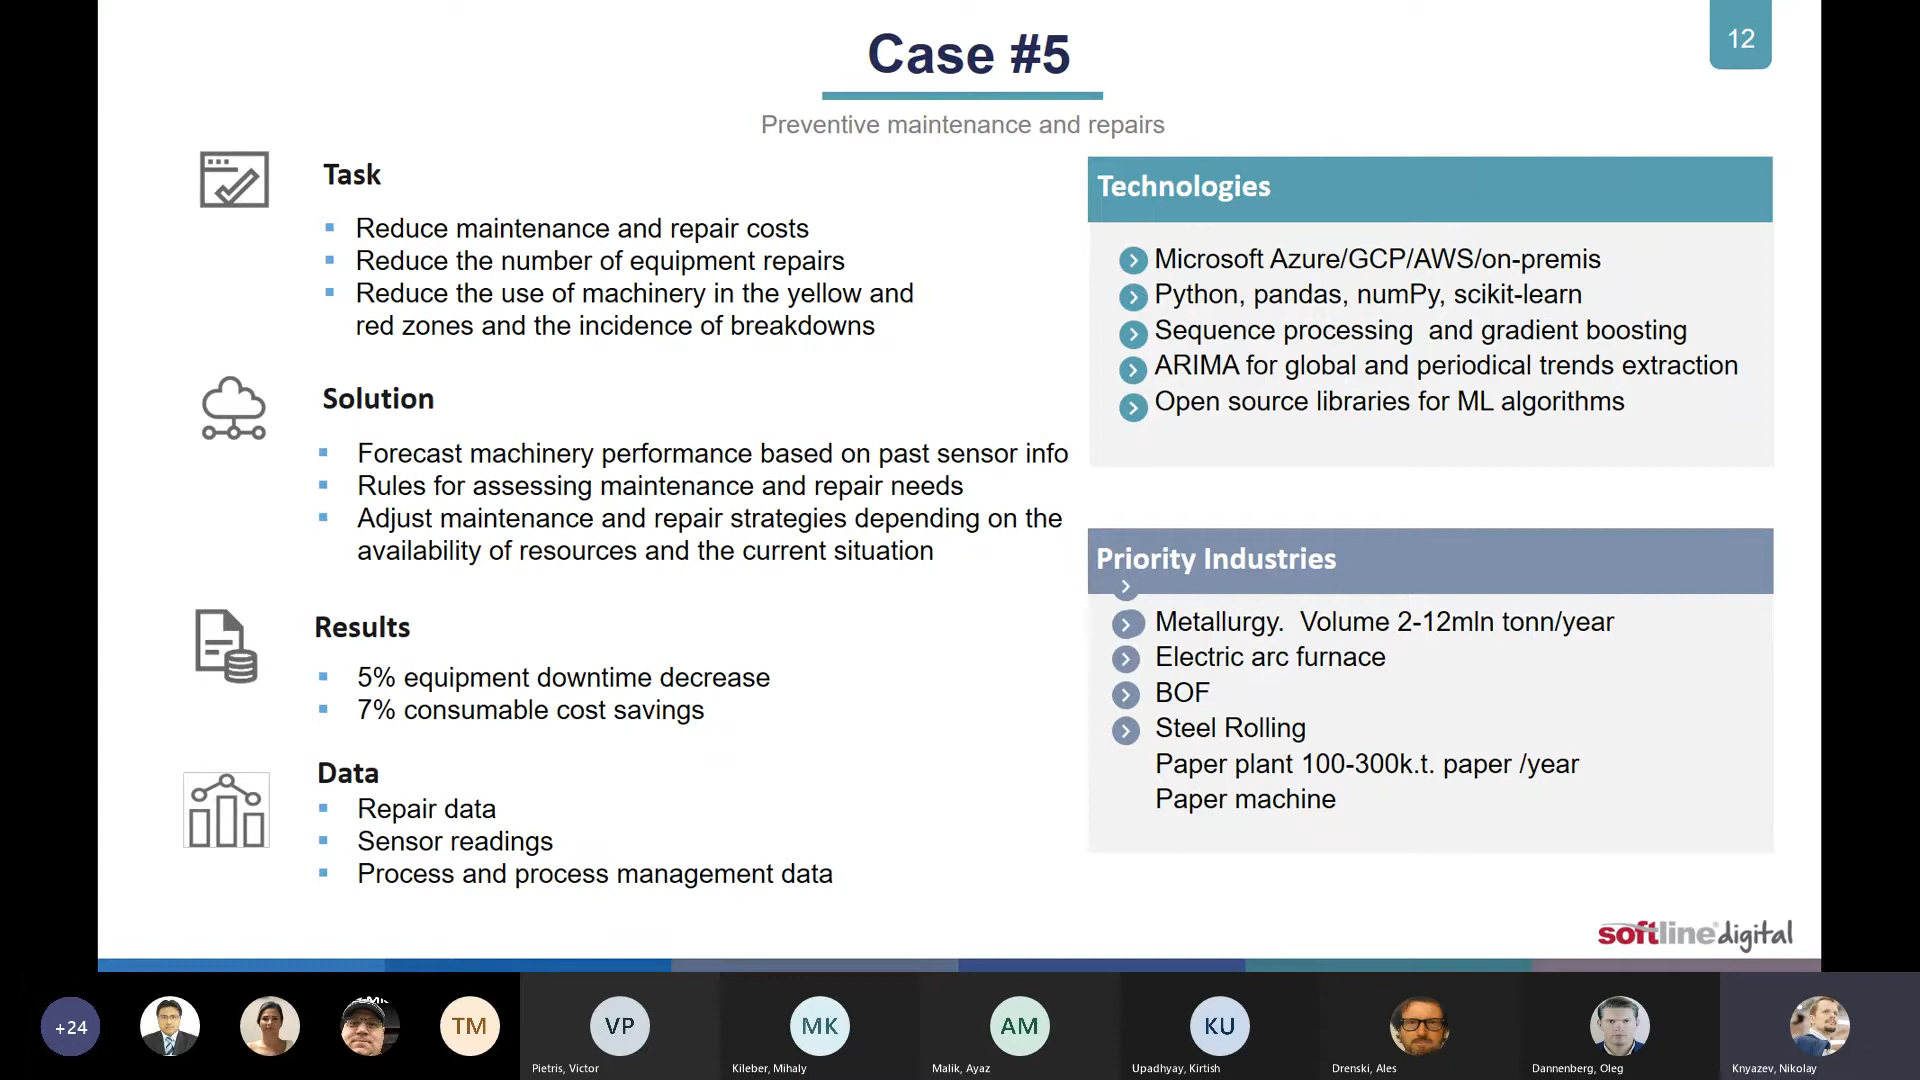 Case #5
12
Preventive maintenance and repairs
Task
Reduce maintenance and repair costs
Reduce the number of equipment repairs
Reduce the use of machinery in the yellow and
red zones and the incidence of breakdowns
Solution
Forecast machinery performance based on past sensor info
Rules for assessing maintenance and repair needs
Adjust maintenance and repair strategies depending on the
availability of resources and the current situation
Results
5% equipment downtime decrease
7% consumable cost savings
Data
Repair data
Sensor readings
Process and process management data
Technologies
Microsoft Azure/GCP/AWS/on-premis
Python, pandas, numPy, scikit-learn
Sequence processing  and gradient boosting
ARIMA for global and periodical trends extraction
Open source libraries for ML algorithms
Priority Industries
Metallurgy.  Volume 2-12mln tonn/year
Electric arc furnace
BOF
Steel Rolling
Paper plant 100-300k.t. paper /year
Paper machine
softline® digital
+24
TM
VP
MK
AM
KU
Pietris, Victor
Kileber, Mihaly
Malik, Ayaz
Upadhyay, Kirtish
Drenski, Ales
Dannenberg, Oleg
Knyazev, Nikolay